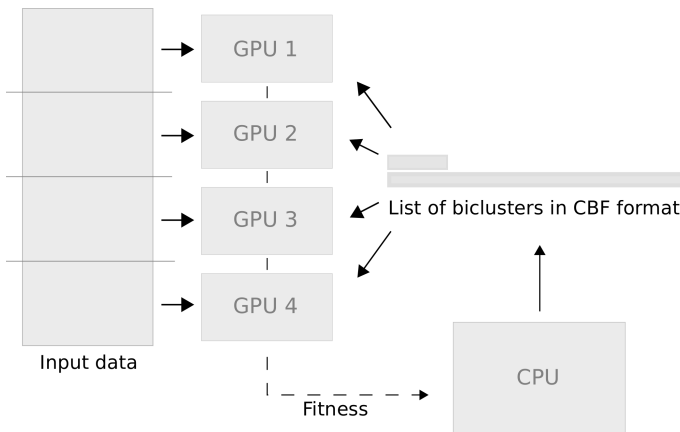 GPU 1
GPU 2
GPU 3
GPU 4
List of biclusters in CBF format
Input data
CPU
Fitness